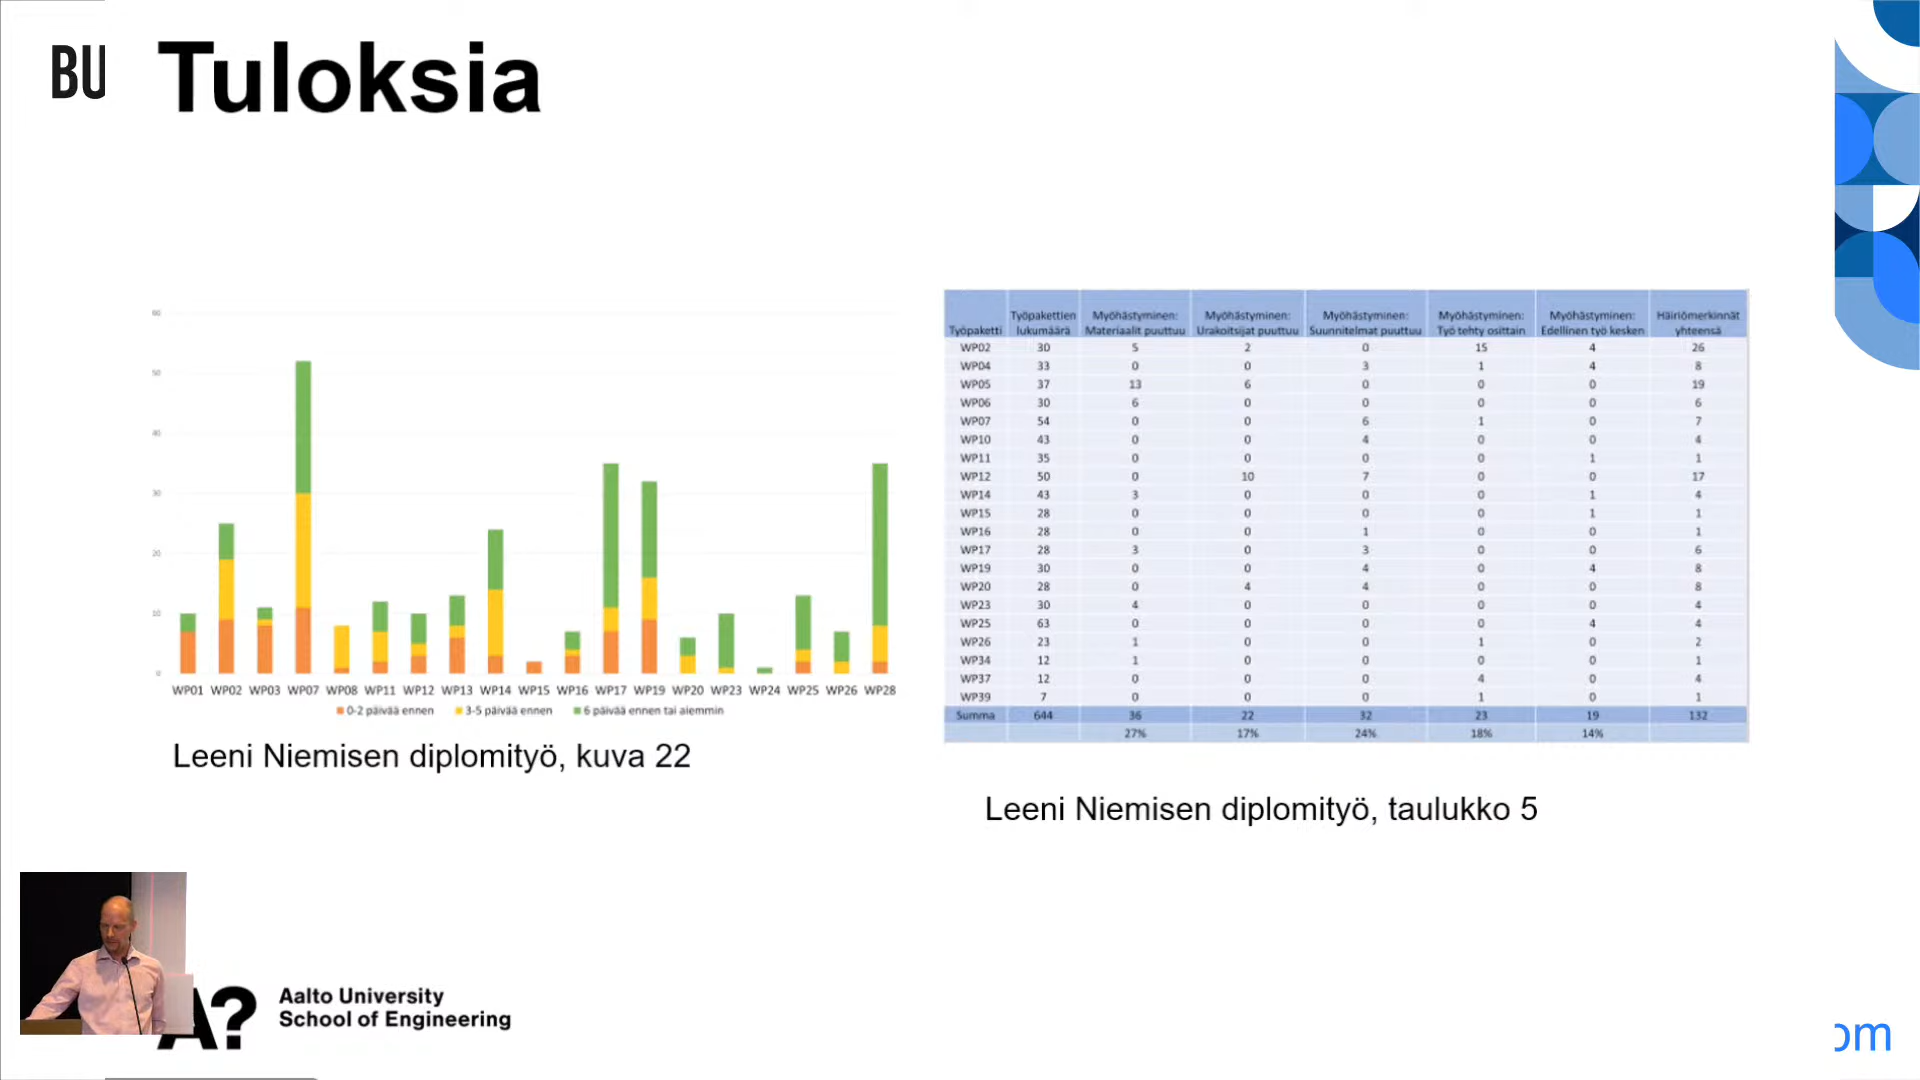 BU
Tuloksia
60
50
40
30
20
10
0
WP01 WP02 WP03 WP07 WP08 WP11 WP12 WP13 WP14 WP15 WP16 WP17 WP19 WP20 WP23 WP24 WP25 WP26 WP28
0-2 päivää ennen 3-5 päivää ennen 6 päivää ennen tai aiemmin
Leeni Niemisen diplomityö, kuva 22
Työpaketti Työpakettien lukumäärä Myöhästyminen: Materiaalit puuttuu Myöhästyminen: Urakoitsijat puuttuu Myöhästyminen: Suunnitelmat puuttuu Myöhästyminen: Työ tehty osittain Myöhästyminen: Edellinen työ kesken Häiriömerkinnät yhteensä
WP02 30 5 2 0 15 4 26
WP04 33 0 0 3 1 4 8
WP05 37 13 6 0 0 0 19
WP06 30 6 0 0 0 0 6
WP07 54 0 0 6 1 0 7
WP10 43 0 0 4 0 0 4
WP11 35 0 0 0 0 1 1
WP12 50 0 10 7 0 0 17
WP14 43 3 0 0 0 1 4
WP15 28 0 0 0 0 1 1
WP16 28 0 0 1 0 0 1
WP17 28 3 0 3 0 0 6
WP19 30 0 0 4 0 4 8
WP20 28 0 4 4 0 0 8
WP23 30 4 0 0 0 0 4
WP25 63 0 0 0 0 4 4
WP26 23 1 0 0 1 0 2
WP34 12 1 0 0 0 0 1
WP37 12 0 0 0 4 0 4
WP39 7 0 0 0 1 0 1
Summa 644 36 22 32 23 19 132
27% 17% 24% 18% 14%
Leeni Niemisen diplomityö, taulukko 5
A?
Aalto University
School of Engineering
om